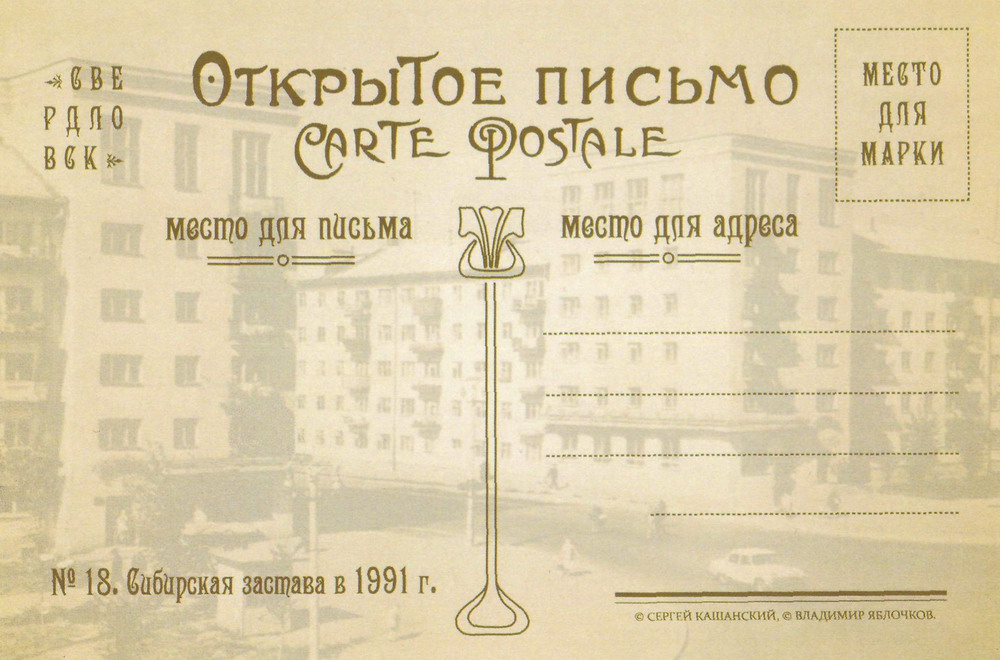 СВЕ
РДЛО
ВСК
ОТКРЫТОЕ ПИСЬМО
CARTE POSTALE
МЕСТО
ДЛЯ
МАРКИ
место для письма
место для адреса
№ 18. Сибирская застава в 1991 г.
© СЕРГЕЙ КАШАНСКИЙ, © ВЛАДИМИР ЯБЛОЧКОВ.